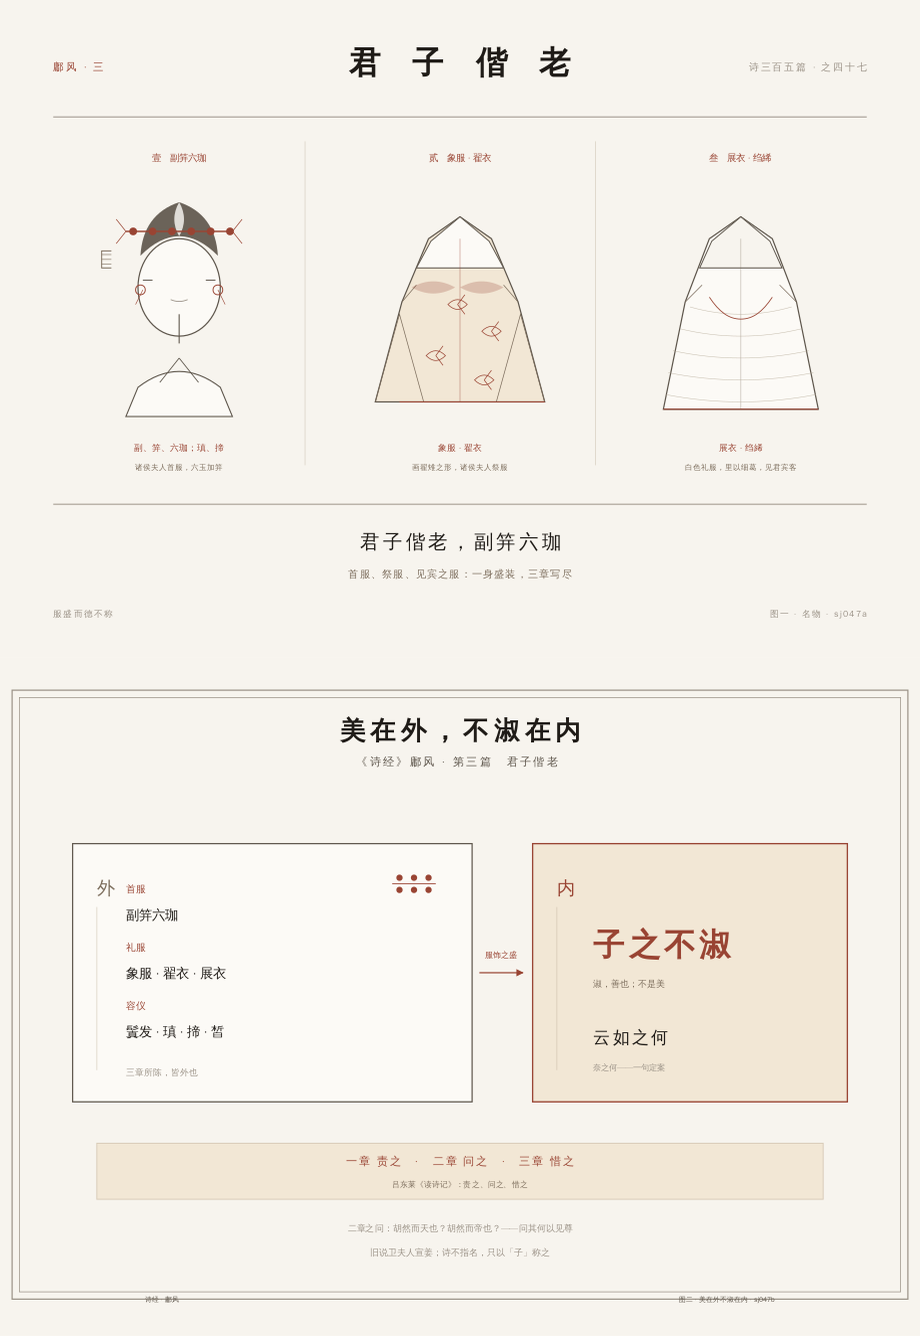 鄘风 · 三
君子偕老
诗三百五篇 · 之四十七
壹 副笄六珈
贰 象服 · 翟衣
叁 展衣 · 绉絺
副、笄、六珈；瑱、揥
诸侯夫人首服，六玉加笄
象服 · 翟衣
画翟雉之形，诸侯夫人祭服
展衣 · 绉絺
白色礼服，里以细葛，见君宾客
君子偕老，副笄六珈
首服、祭服、见宾之服：一身盛装，三章写尽
服盛而德不称
图一 · 名物 · sj047a
美在外，不淑在内
《诗经》鄘风 · 第三篇 君子偕老
外
首服
副笄六珈
礼服
象服 · 翟衣 · 展衣
容仪
鬒发 · 瑱 · 揥 · 皙
三章所陈，皆外也
服饰之盛
内
子之不淑
淑，善也；不是美
云如之何
奈之何——一句定案
一章 责之 · 二章 问之 · 三章 惜之
吕东莱《读诗记》：责之、问之、惜之
二章之问：胡然而天也？胡然而帝也？——问其何以见尊
旧说卫夫人宣姜；诗不指名，只以「子」称之
诗经 · 鄘风
图二 · 美在外不淑在内 · sj047b